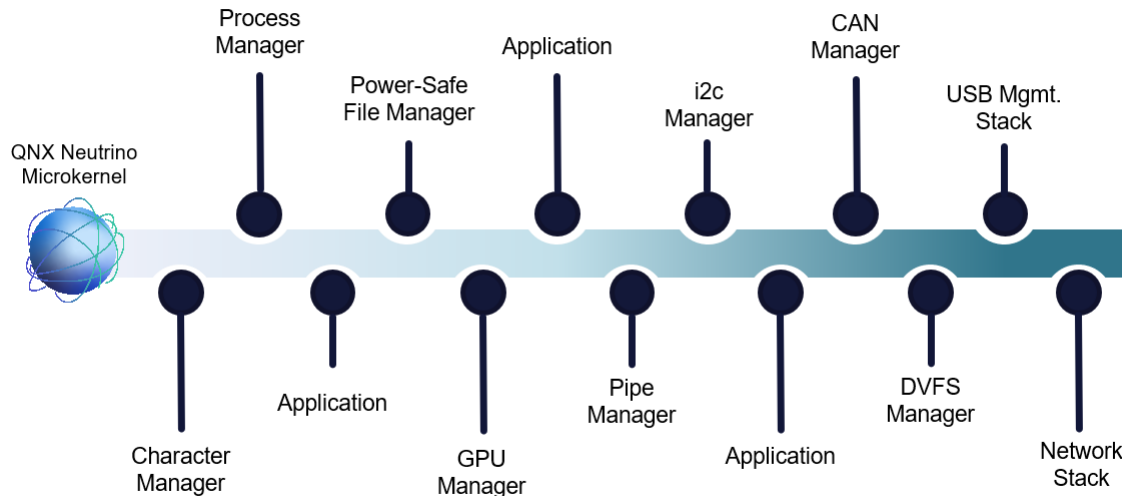 Process
Manager
Application
CAN
Manager
Power-Safe
File Manager
i2c
Manager
USB Mgmt.
Stack
QNX Neutrino
Microkernel
Application
Pipe
Manager
DVFS
Manager
Character
Manager
GPU
Manager
Application
Network
Stack